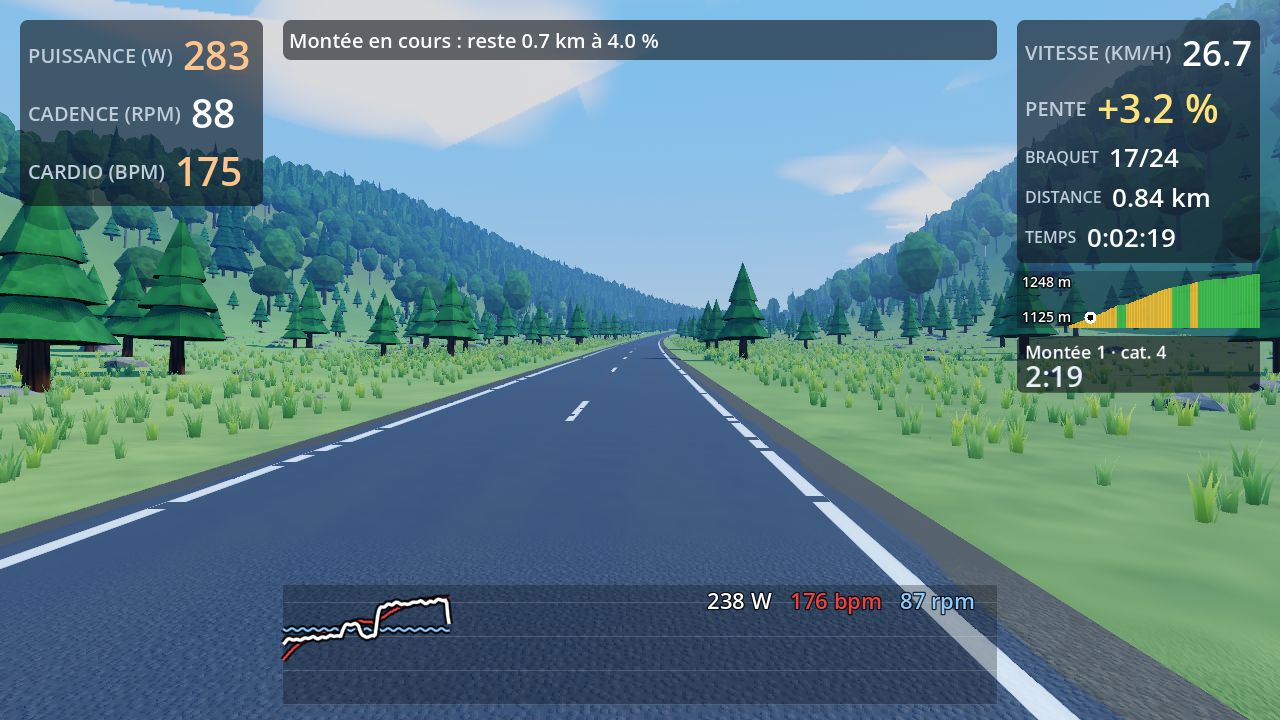 PUISSANCE (W) 283
CADENCE (RPM) 88
CARDIO (BPM) 175
Montée en cours : reste 0.7 km à 4.0 %
VITESSE (KM/H) 26.7
PENTE +3.2 %
BRAQUET 17/24
DISTANCE 0.84 km
TEMPS 0:02:19
1248 m
1125 m
Montée 1 · cat. 4
2:19
238 W 176 bpm 87 rpm